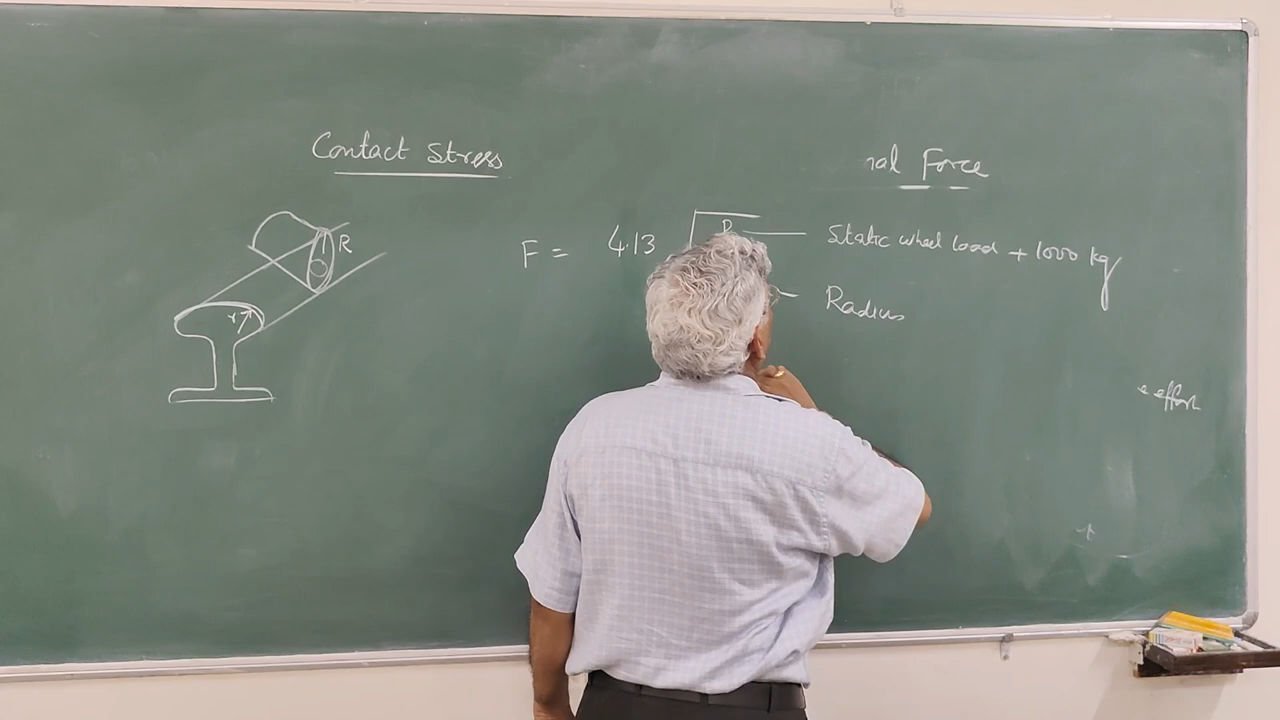 Contact Stress
nal Force
R
F = 4.13 √ P Static wheel load + 1000 kg
r
Radius
effort